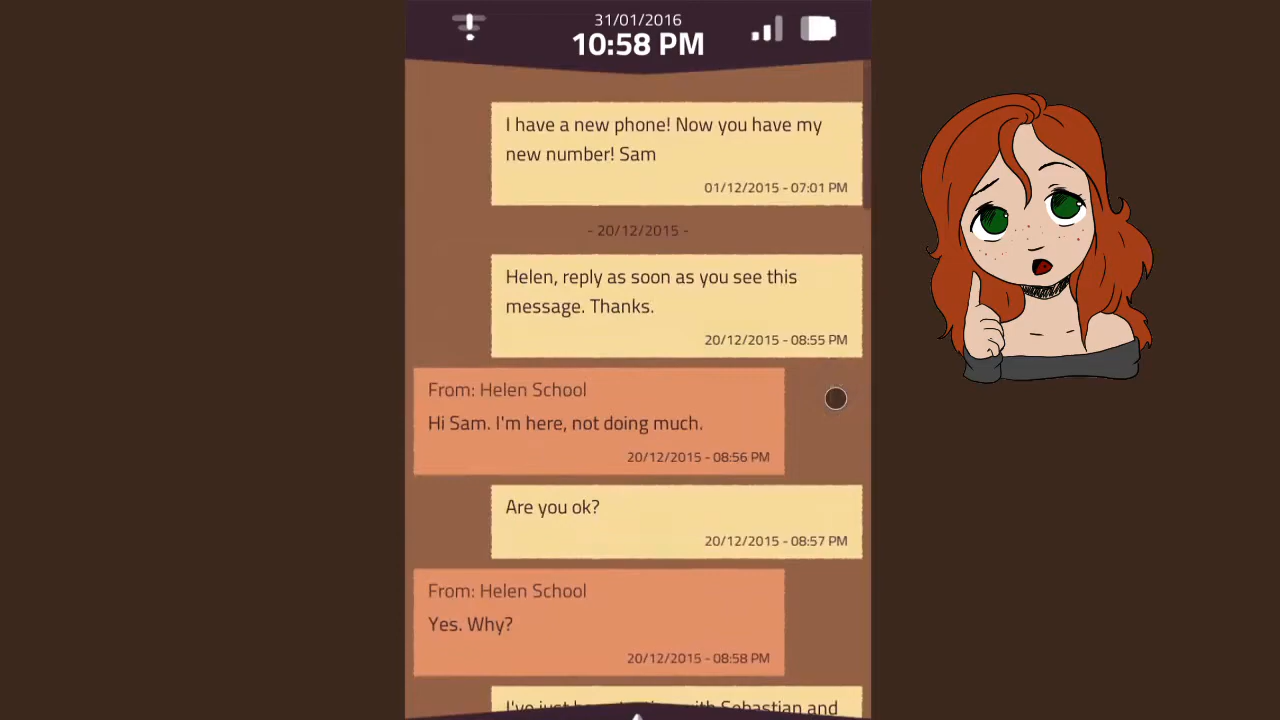 31/01/2016
10:58 PM
I have a new phone! Now you have my
new number! Sam
01/12/2015 - 07:01 PM
- 20/12/2015 -
Helen, reply as soon as you see this
message. Thanks.
20/12/2015 - 08:55 PM
From: Helen School
Hi Sam. I'm here, not doing much.
20/12/2015 - 08:56 PM
Are you ok?
20/12/2015 - 08:57 PM
From: Helen School
Yes. Why?
20/12/2015 - 08:58 PM
I've just with Sebastian and